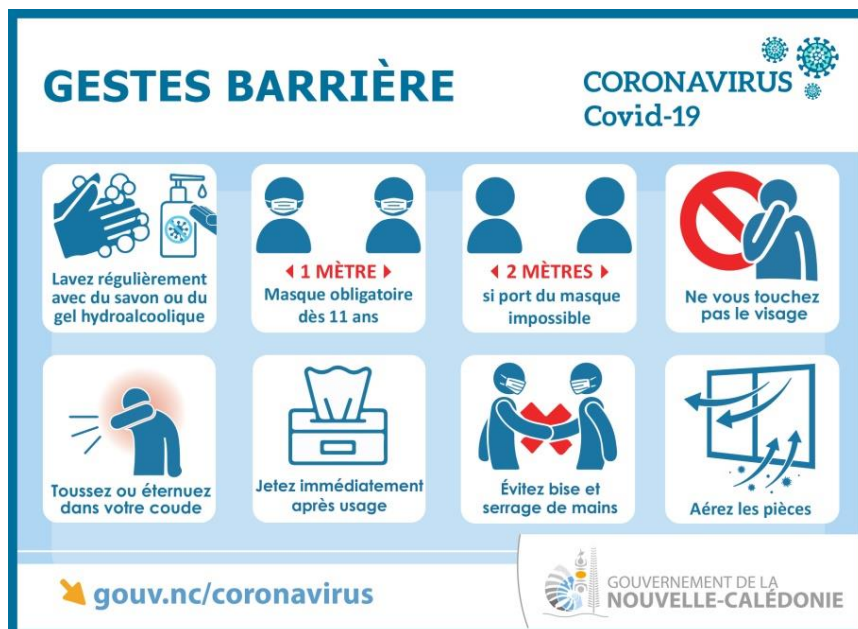 GESTES BARRIÈRE
CORONAVIRUS
Covid-19
Lavez régulièrement
avec du savon ou du
gel hydroalcoolique
1 MÈTRE
Masque obligatoire
dès 11 ans
2 MÈTRES
si port du masque
impossible
Ne vous touchez
pas le visage
Toussez ou éternuez
dans votre coude
Jetez immédiatement
après usage
Évitez bise et
serrage de mains
Aérez les pièces
gouv.nc/coronavirus
GOUVERNEMENT DE LA
NOUVELLE-CALÉDONIE